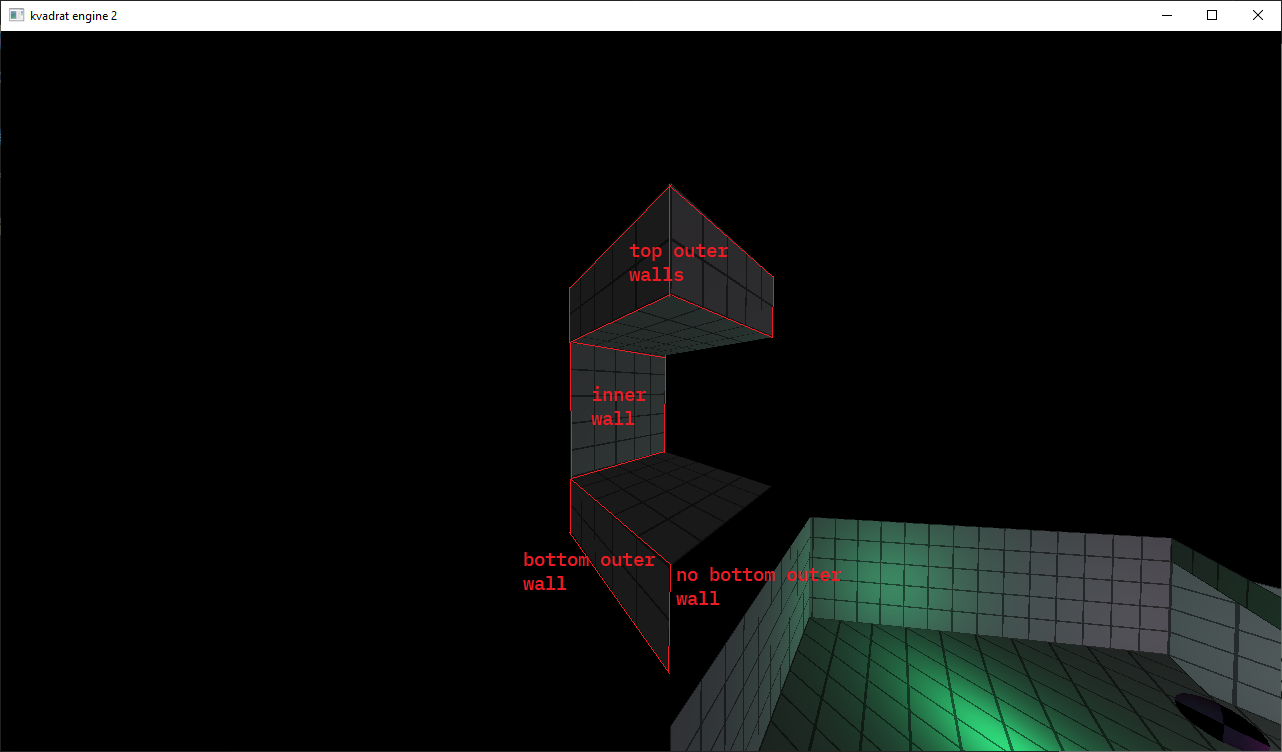 kvadrat engine 2
top outer
walls
inner
wall
bottom outer
wall
no bottom outer
wall